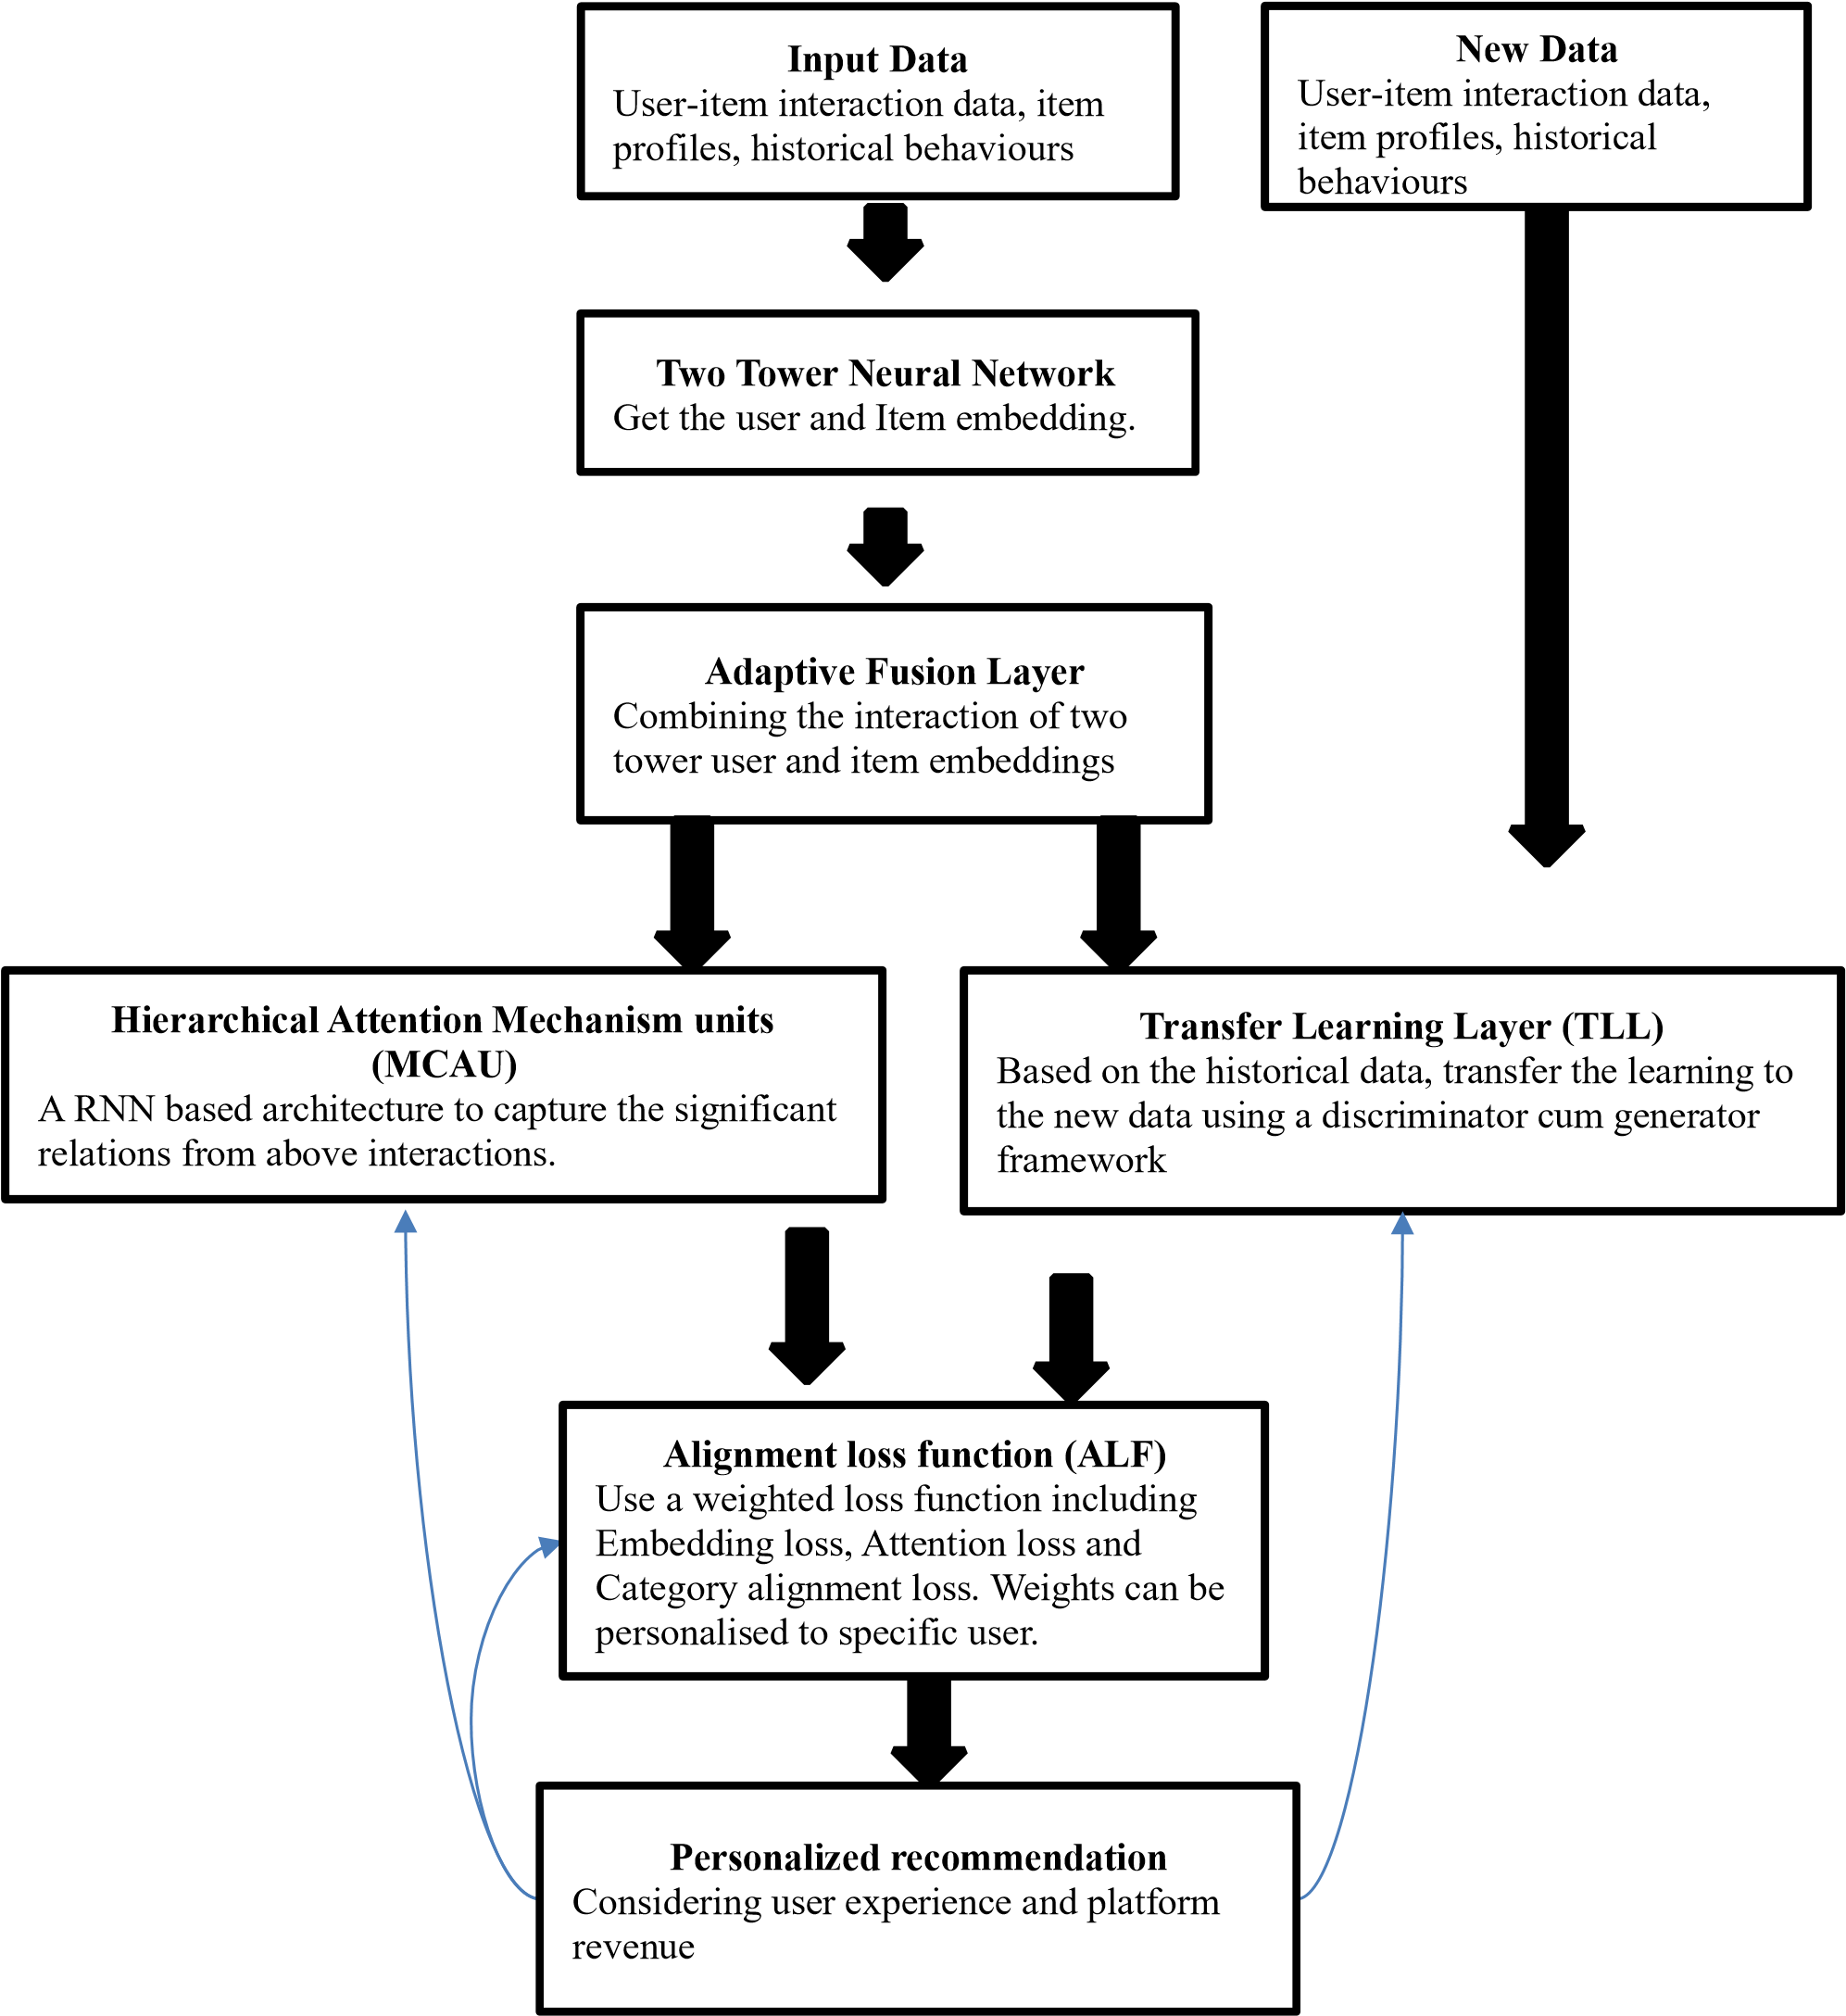 Input Data
User-item interaction data, item
profiles, historical behaviours
New Data
User-item interaction data,
item profiles, historical
behaviours
Two Tower Neural Network
Get the user and Item embedding.
Adaptive Fusion Layer
Combining the interaction of two
tower user and item embeddings
Hierarchical Attention Mechanism units
(MCAU)
A RNN based architecture to capture the significant
relations from above interactions.
Transfer Learning Layer (TLL)
Based on the historical data, transfer the learning to
the new data using a discriminator cum generator
framework
Alignment loss function (ALF)
Use a weighted loss function including
Embedding loss, Attention loss and
Category alignment loss. Weights can be
personalised to specific user.
Personalized recommendation
Considering user experience and platform
revenue